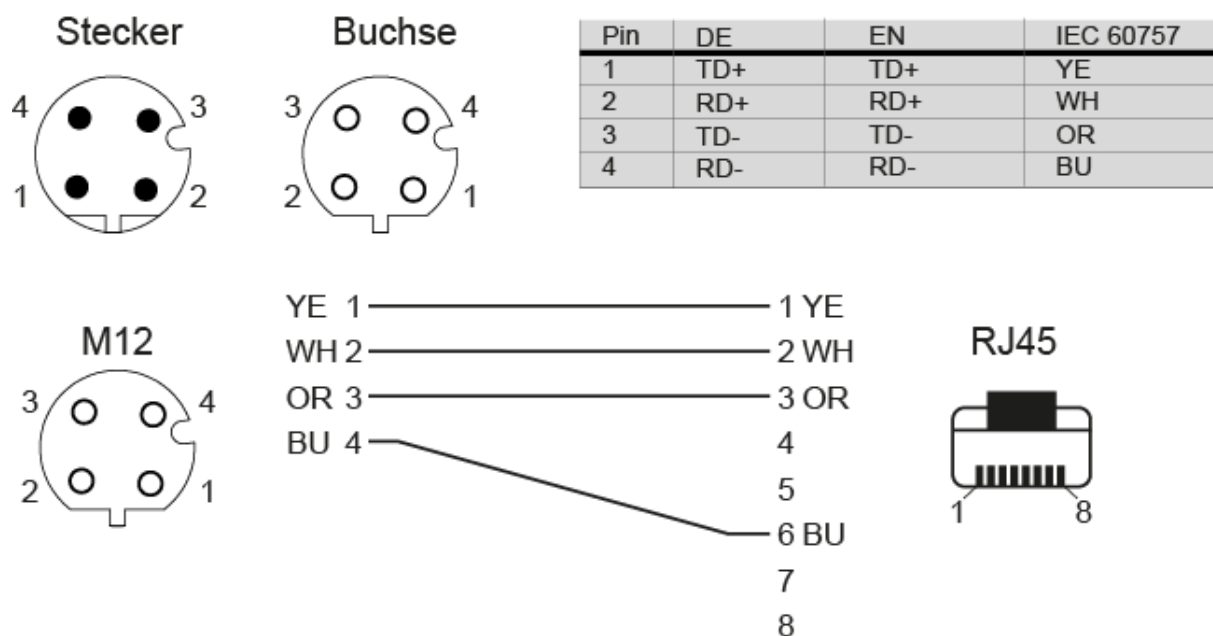 Stecker
4 3
1 2
Buchse
3 4
2 1
Pin DE EN IEC 60757
1 TD+ TD+ YE
2 RD+ RD+ WH
3 TD- TD- OR
4 RD- RD- BU
M12
3 4
2 1
YE 1 1 YE
WH 2 2 WH
OR 3 3 OR
BU 4 4
5
6 BU
7
8
RJ45
1 8